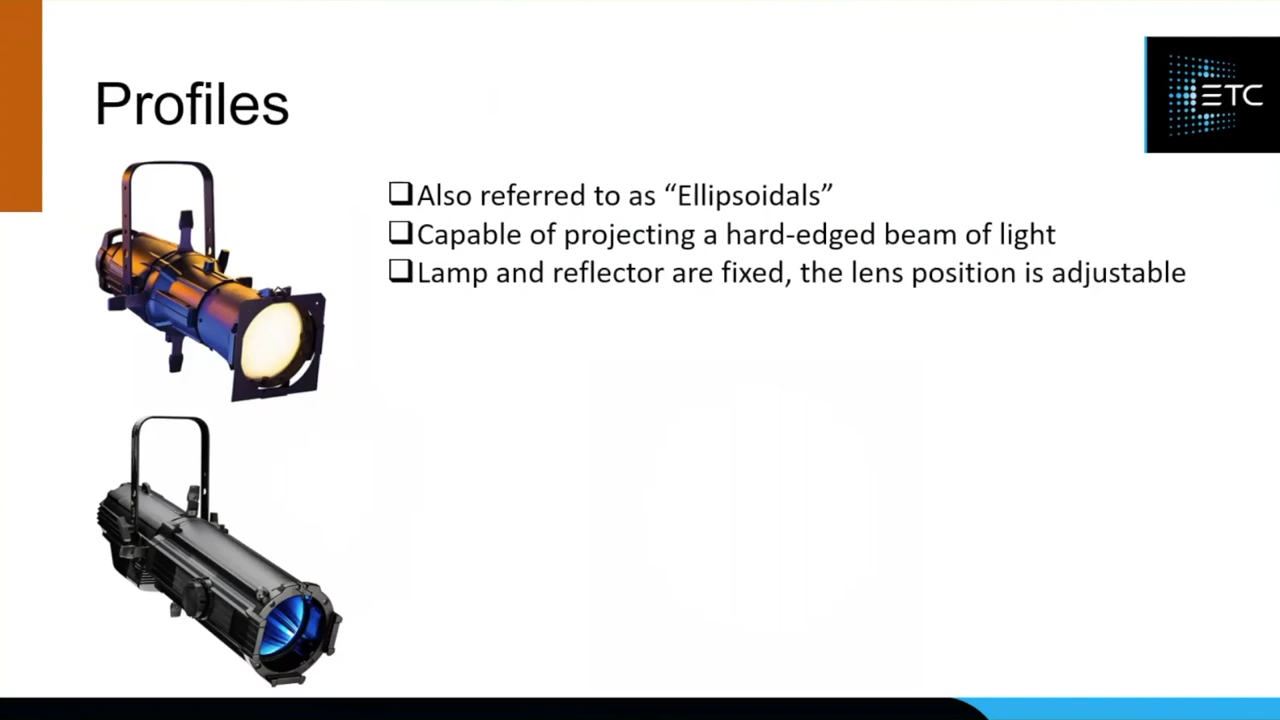 Profiles
ETC
Also referred to as “Ellipsoidals”
Capable of projecting a hard-edged beam of light
Lamp and reflector are fixed, the lens position is adjustable